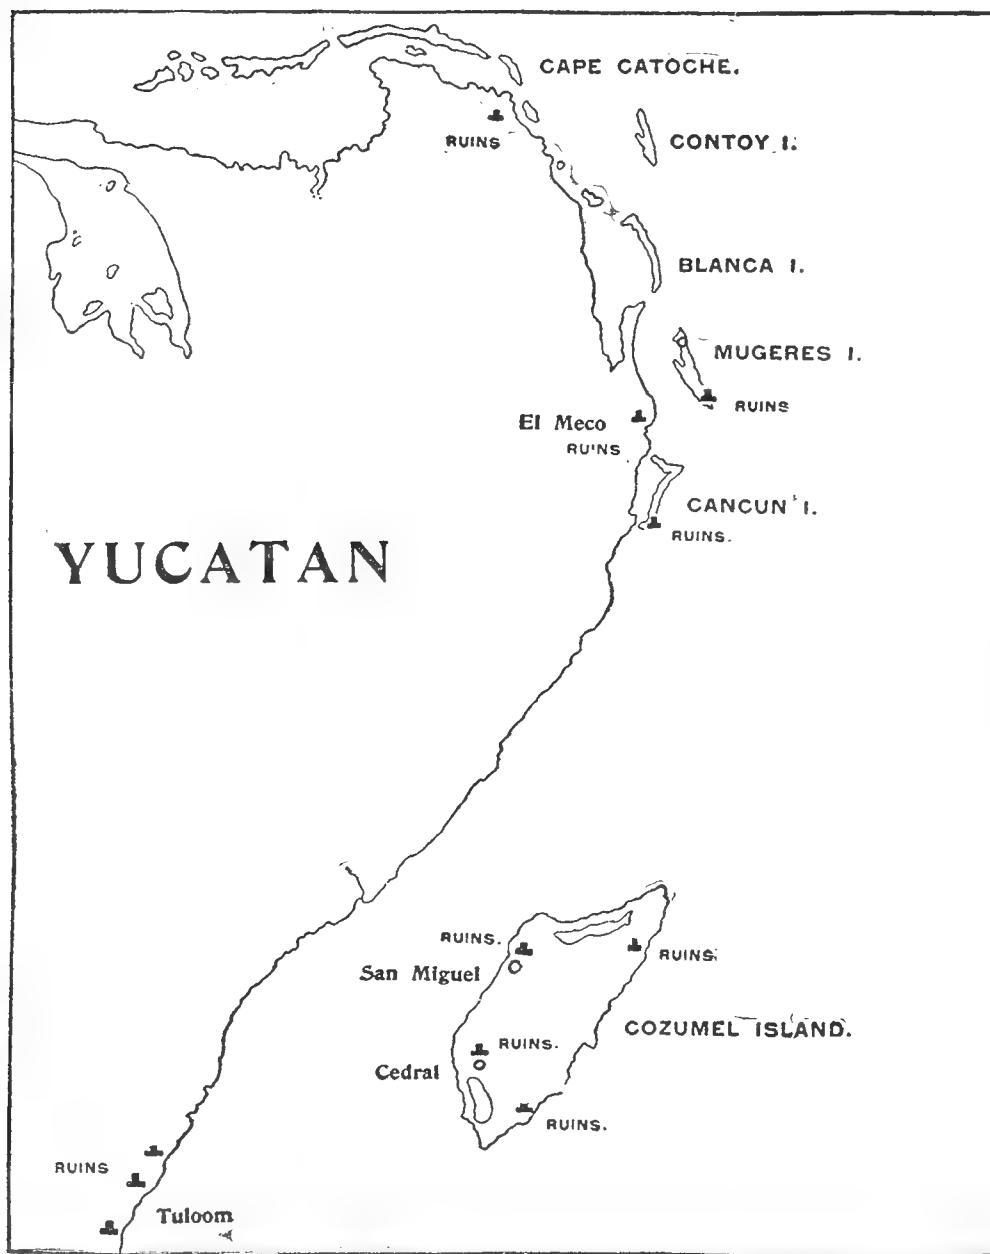 CAPE CATOCHE.
RUINS
CONTOY I.
BLANCA I.
MUGERES I.
RUINS
El Meco
RUINS
CANCUN I.
RUINS.
YUCATAN
RUINS.
San Miguel
RUINS.
COZUMEL ISLAND.
RUINS.
Cedral
RUINS.
RUINS
Tuloom